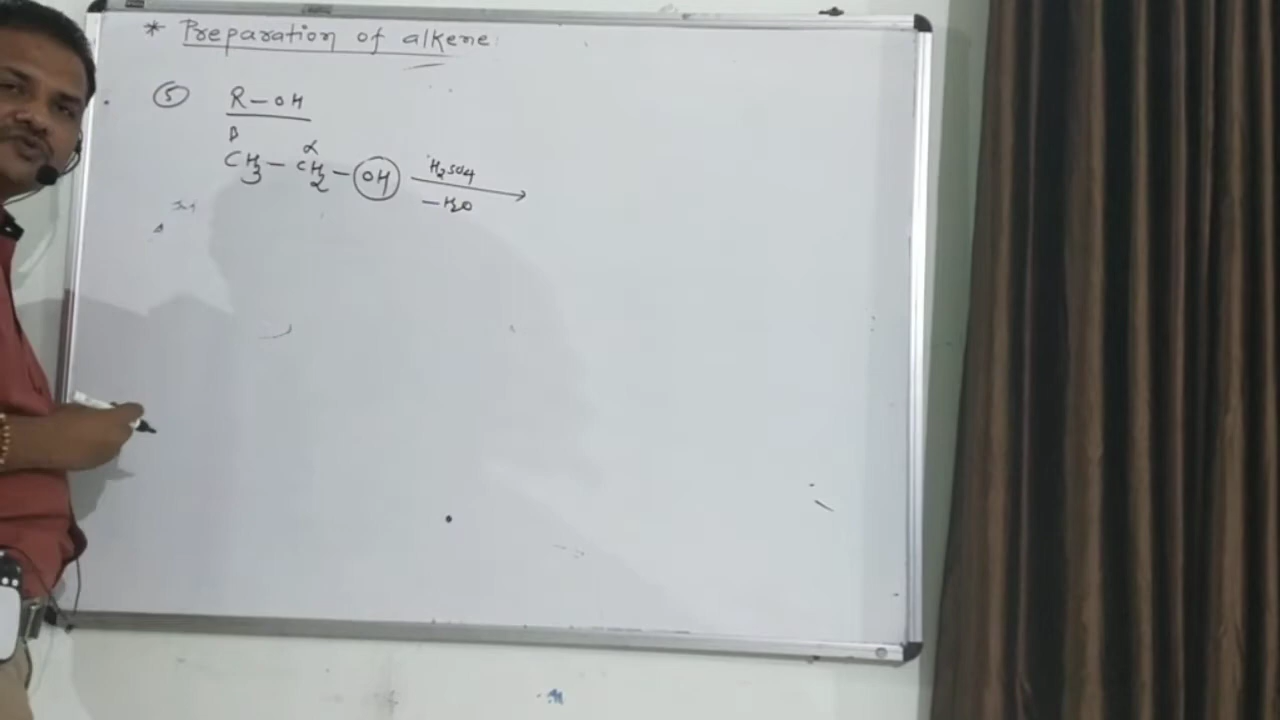 * Preparation of alkene
⑤ R–OH
β α
CH₃–CH₂–OH H₂SO₄
–H₂O